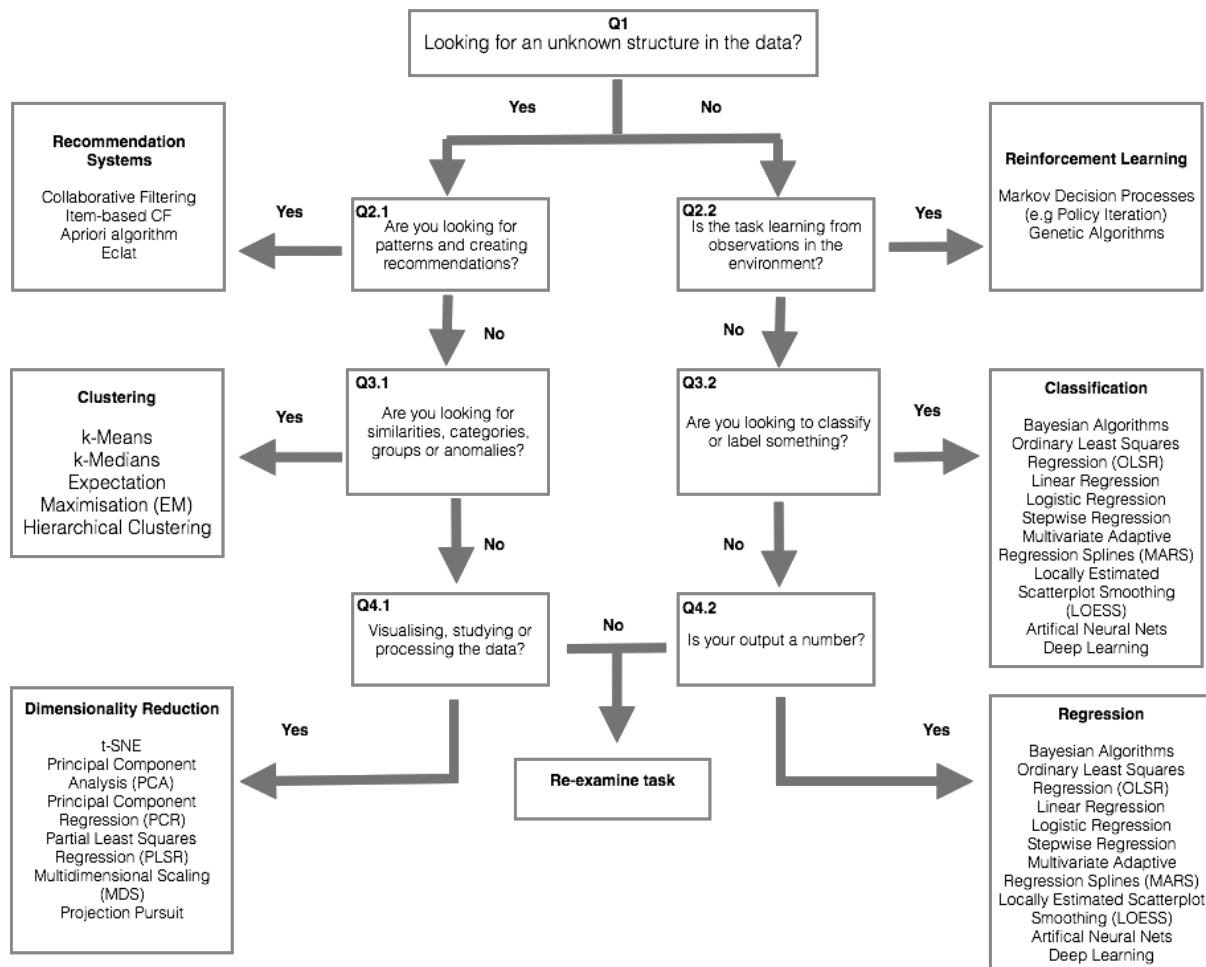 Q1
Looking for an unknown structure in the data?
Yes
No
Recommendation
Systems
Collaborative Filtering
Item-based CF
Apriori algorithm
Eclat
Yes
Q2.1
Are you looking for
patterns and creating
recommendations?
Q2.2
Is the task learning from
observations in the
environment?
Yes
Reinforcement Learning
Markov Decision Processes
(e.g Policy Iteration)
Genetic Algorithms
No
No
Clustering
k-Means
k-Medians
Expectation
Maximisation (EM)
Hierarchical Clustering
Yes
Q3.1
Are you looking for
similarities, categories,
groups or anomalies?
Q3.2
Are you looking to classify
or label something?
Yes
Classification
Bayesian Algorithms
Ordinary Least Squares
Regression (OLSR)
Linear Regression
Logistic Regression
Stepwise Regression
Multivariate Adaptive
Regression Splines (MARS)
Locally Estimated
Scatterplot Smoothing
(LOESS)
Artifical Neural Nets
Deep Learning
No
No
Q4.1
Visualising, studying or
processing the data?
No
Q4.2
Is your output a number?
Dimensionality Reduction
t-SNE
Principal Component
Analysis (PCA)
Principal Component
Regression (PCR)
Partial Least Squares
Regression (PLSR)
Multidimensional Scaling
(MDS)
Projection Pursuit
Yes
Re-examine task
Yes
Regression
Bayesian Algorithms
Ordinary Least Squares
Regression (OLSR)
Linear Regression
Logistic Regression
Stepwise Regression
Multivariate Adaptive
Regression Splines (MARS)
Locally Estimated Scatterplot
Smoothing (LOESS)
Artifical Neural Nets
Deep Learning